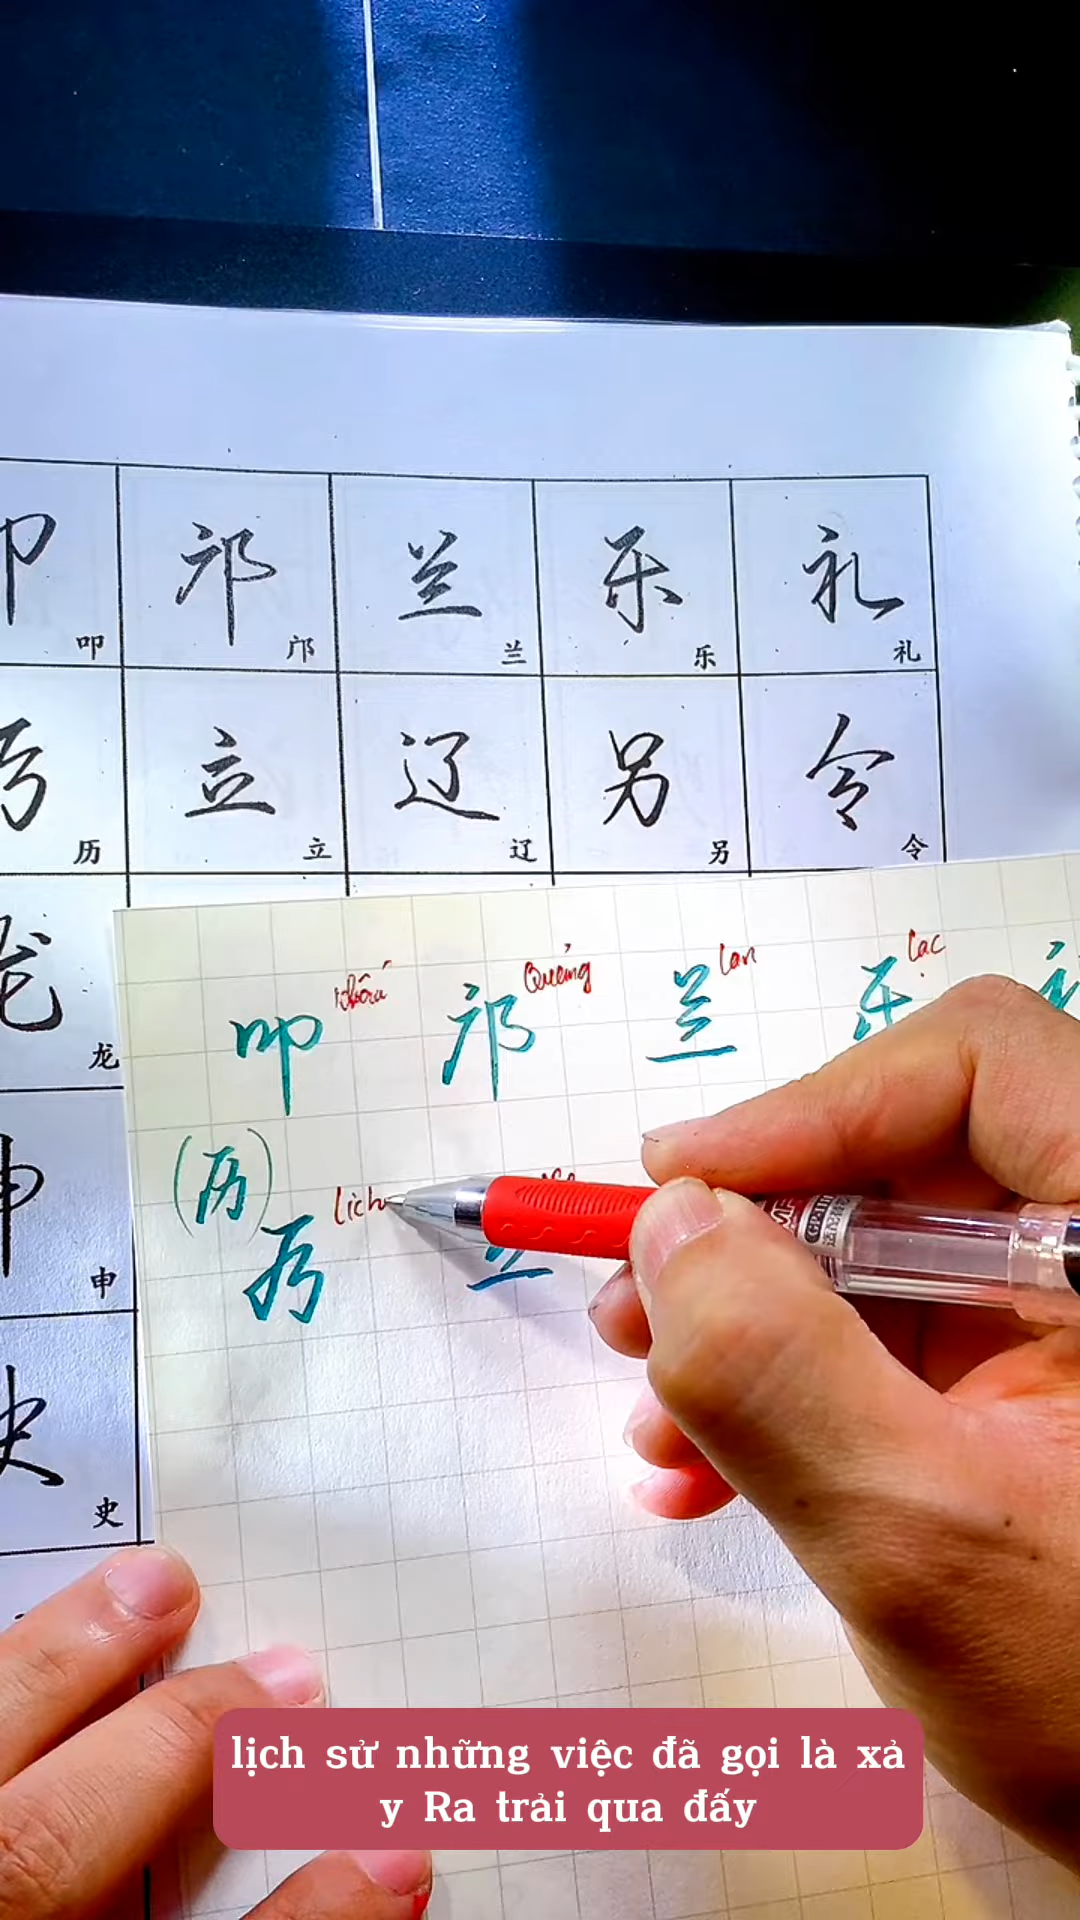 叩 邝 兰 乐 礼
叩 邝 兰 乐 礼
历 立 辽 另 令
历 立 辽 另 令
龙
龙
申
申
史
史
khấu Quảng lan lạc
叩 邝 兰 乐 礼
(历) lịch
历 立
lịch sử những việc đã gọi là xả
y Ra trải qua đấy